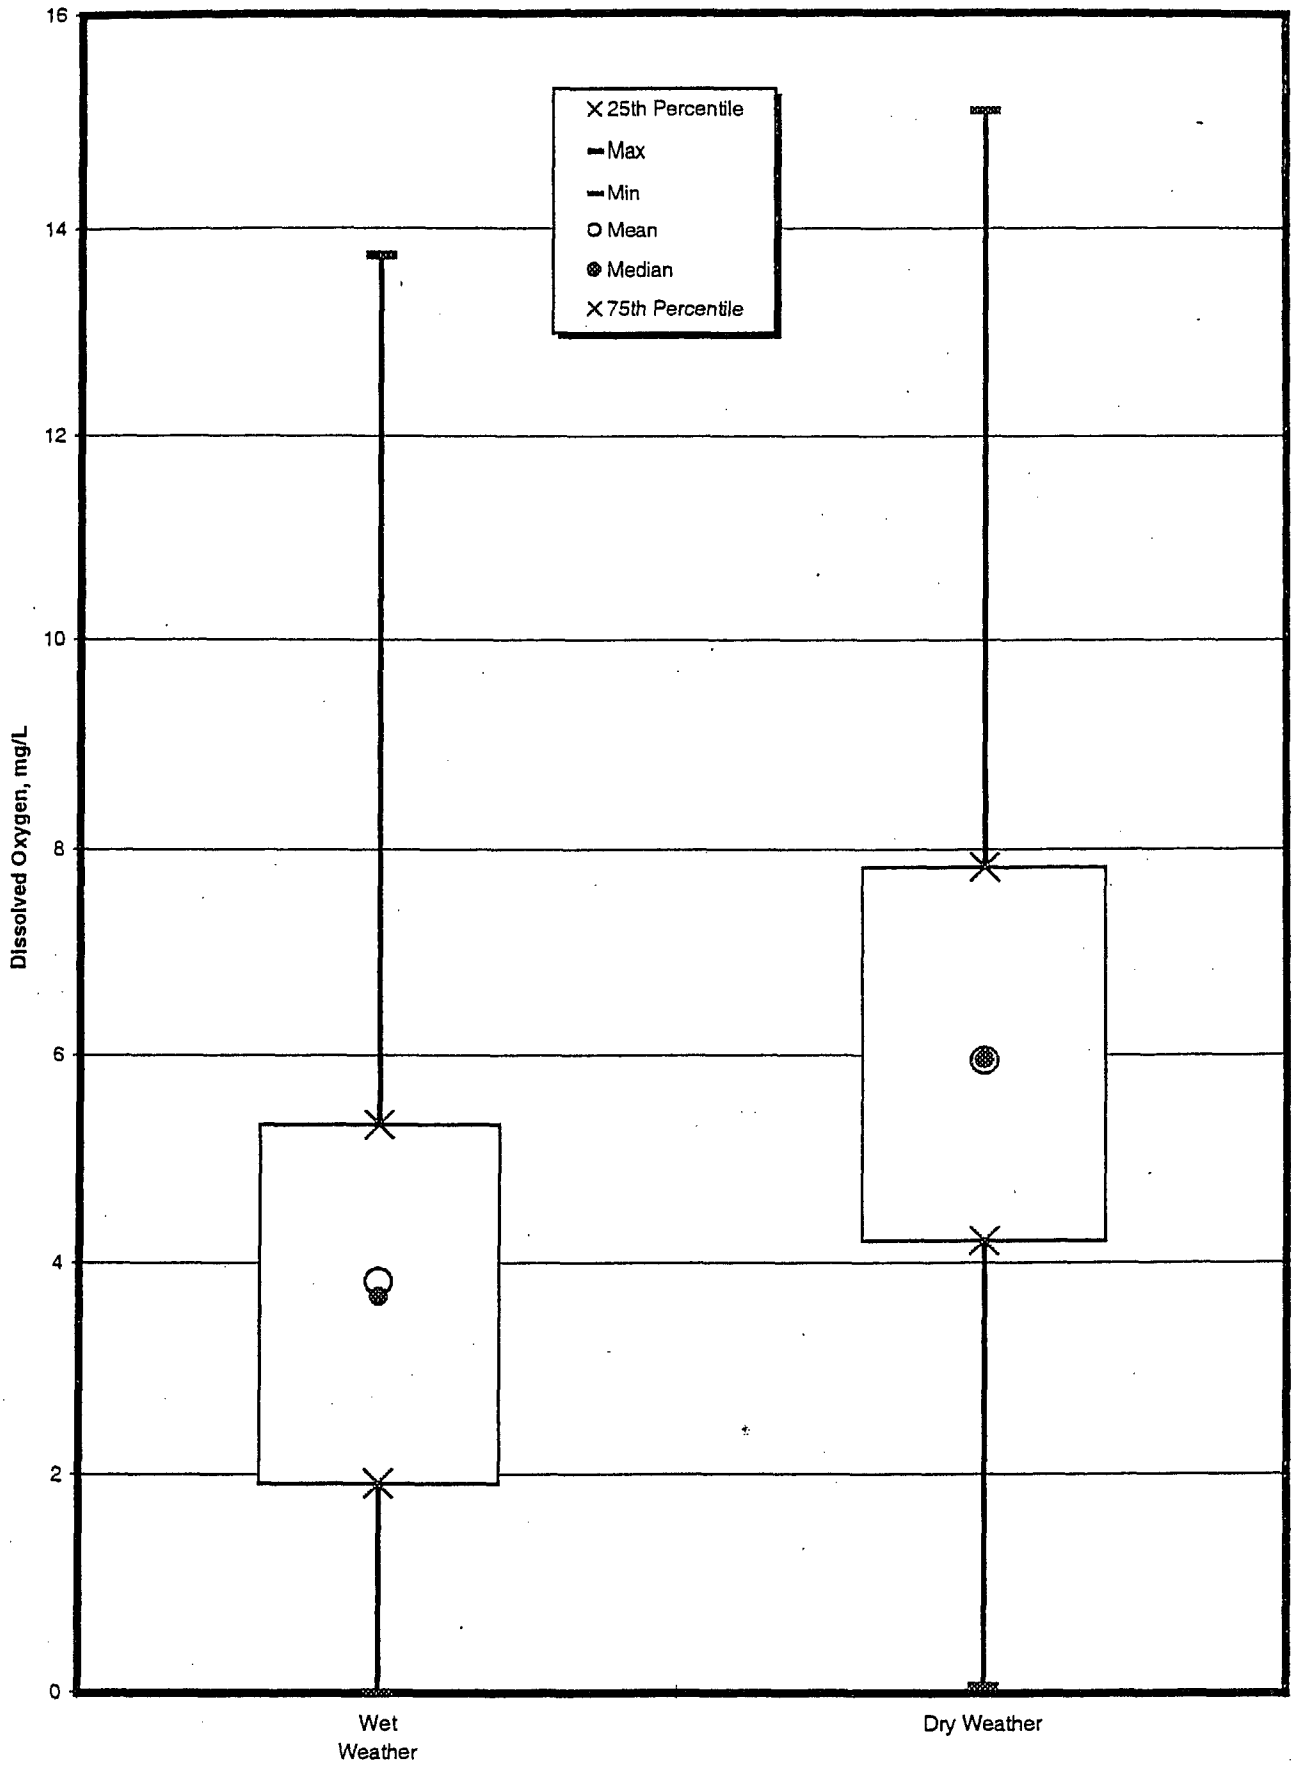 16
14
12
10
8
6
4
2
0
Dissolved Oxygen, mg/L
25th Percentile
Max
Min
Mean
Median
75th Percentile
Wet
Weather
Dry Weather